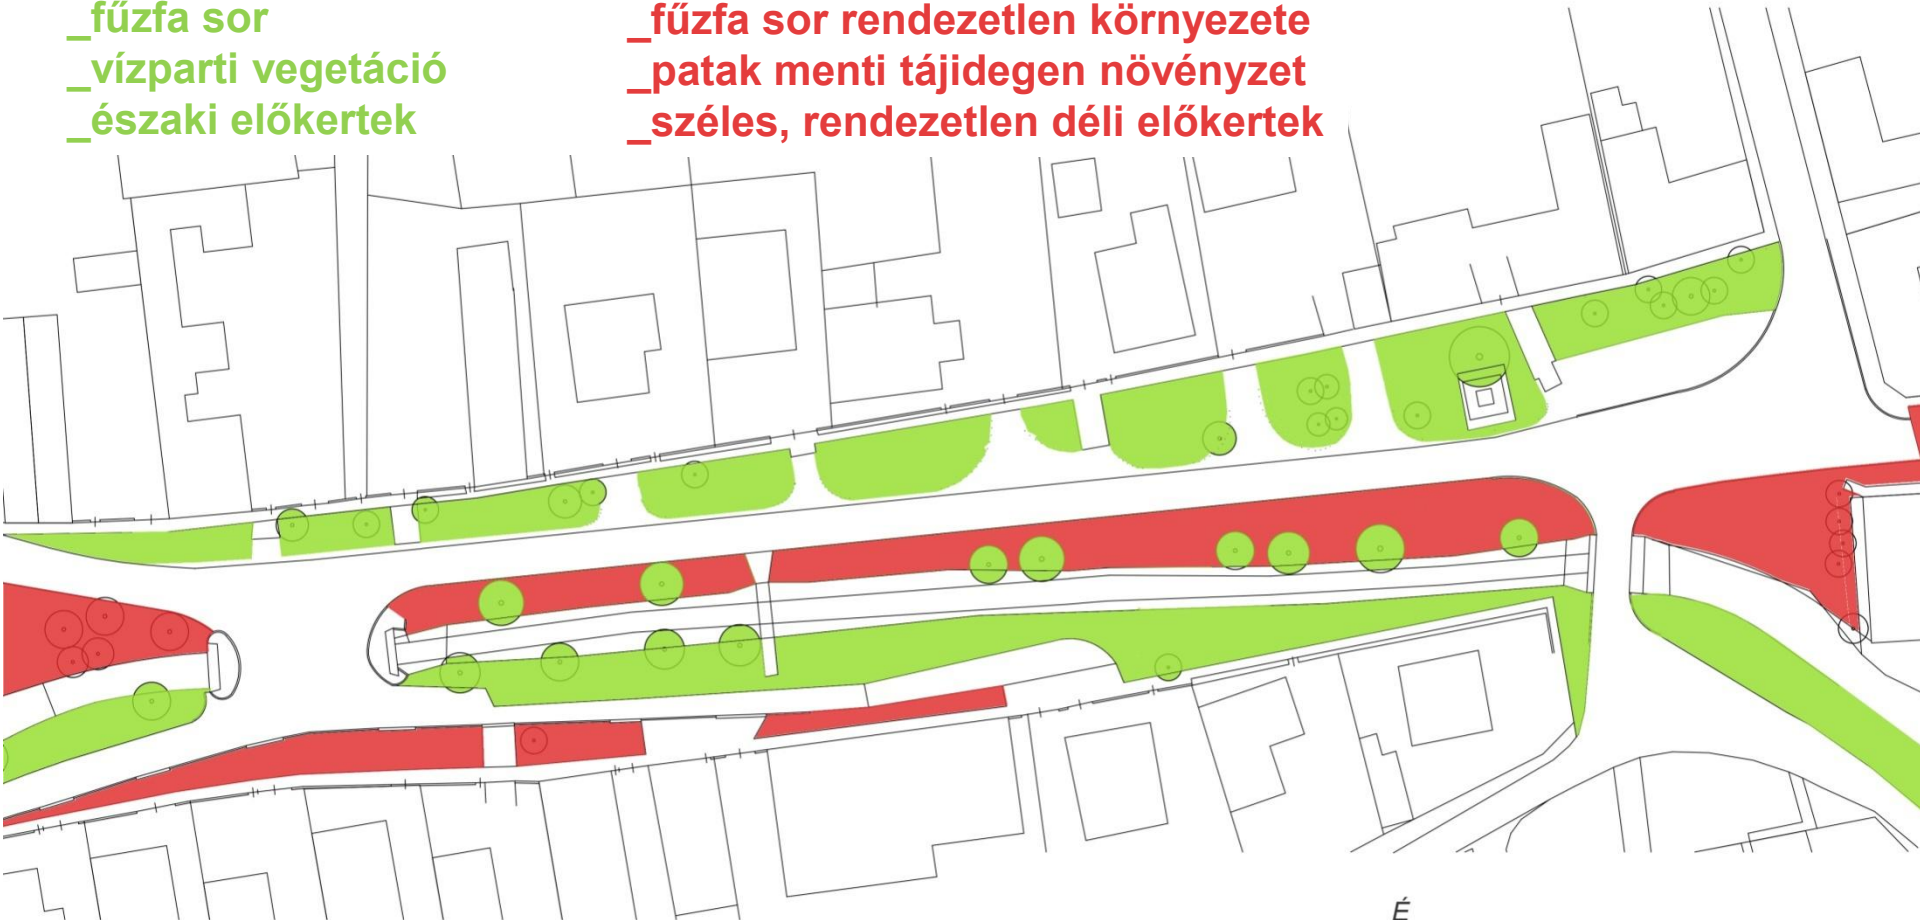 _fűzfa sor
_vízparti vegetáció
_északi előkertek
_fűzfa sor rendezetlen környezete
_patak menti tájidegen növényzet
_széles, rendezetlen déli előkertek
É